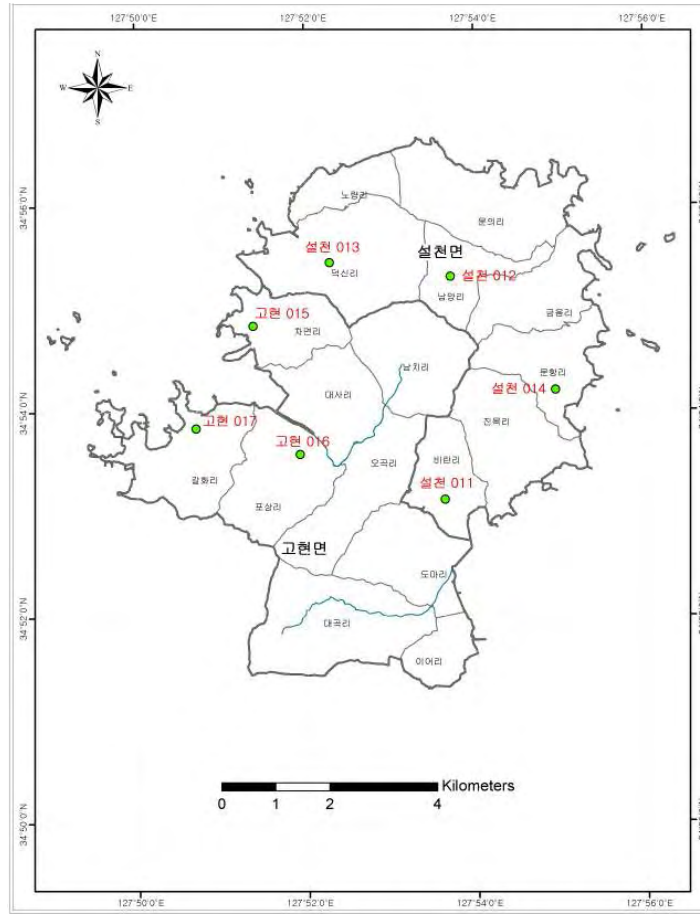 127°50'0"E 127°52'0"E 127°54'0"E 127°56'0"E
N
W E
S
34°56'0"N
노량리
문의리
설천 013
설천면
덕신리
설천 012
남양리
고현 015
금음리
차면리
남치리
문항리
대사리
설천 014
34°54'0"N
진목리
고현 017
고현 016
비란리
오곡리
갈화리
설천 011
포상리
고현면
도마리
34°52'0"N
대곡리
이어리
Kilometers
0 1 2 4
34°50'0"N
127°50'0"E 127°52'0"E 127°54'0"E 127°56'0"E